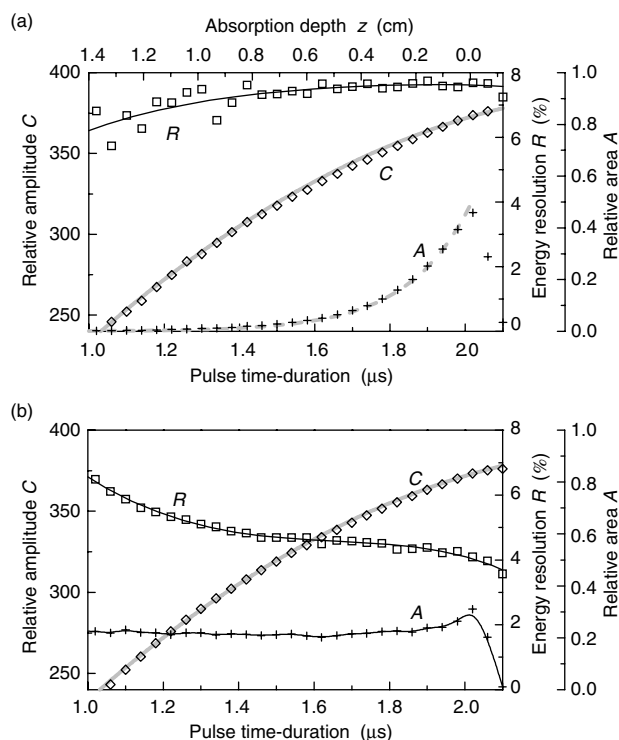 (a)
Absorption depth z (cm)
1.4 1.2 1.0 0.8 0.6 0.4 0.2 0.0
400
350
300
250
Relative amplitude C
R
C
A
8
6
4
2
0
Energy resolution R (%)
1.0
0.8
0.6
0.4
0.2
0.0
Relative area A
1.0 1.2 1.4 1.6 1.8 2.0
Pulse time-duration (μs)
(b)
400
350
300
250
Relative amplitude C
R
C
A
8
6
4
2
0
Energy resolution R (%)
1.0
0.8
0.6
0.4
0.2
0.0
Relative area A
1.0 1.2 1.4 1.6 1.8 2.0
Pulse time-duration (μs)